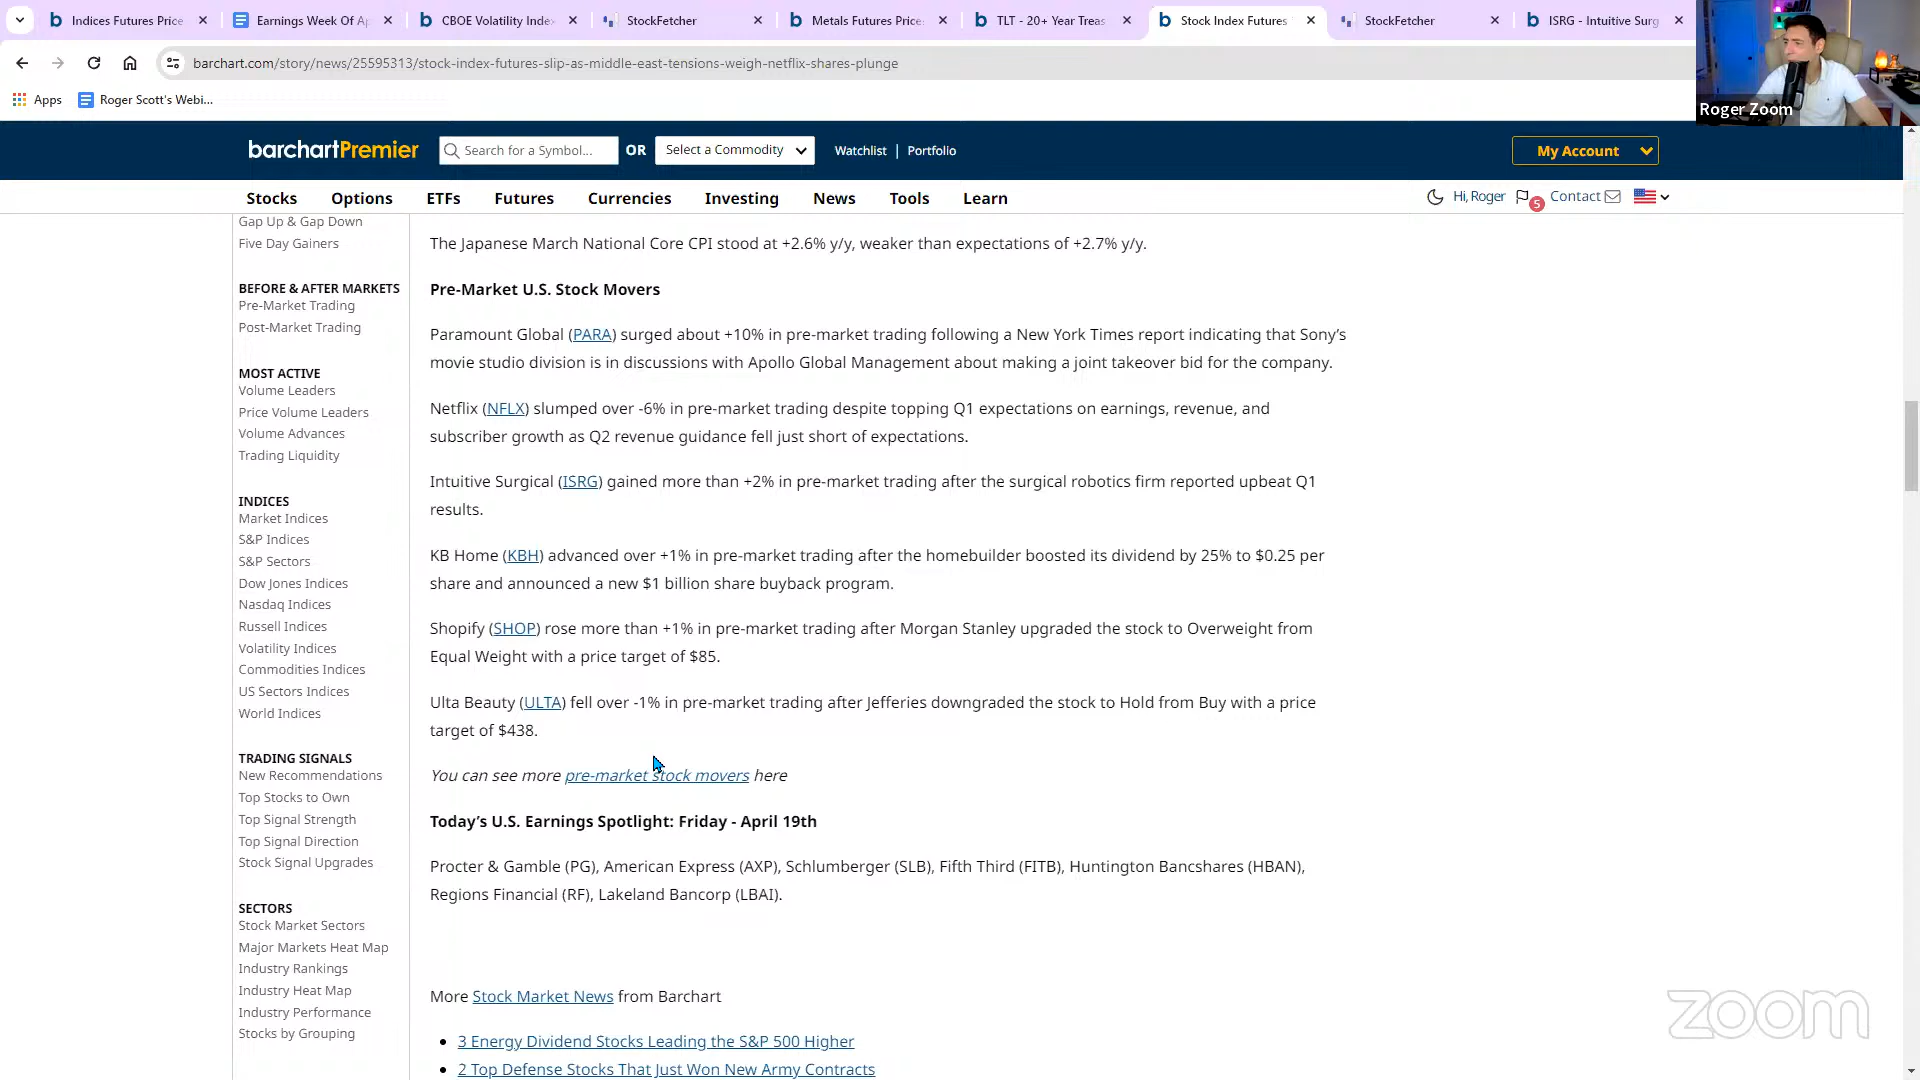 Indices Futures Price
Earnings Week Of Ap
CBOE Volatility Inde
StockFetcher
Metals Futures Price
TLT - 20+ Year Treas
Stock Index Futures
StockFetcher
ISRG - Intuitive Surg
barchart.com/story/news/25595313/stock-index-futures-slip-as-middle-east-tensions-weigh-netflix-shares-plunge
Apps
Roger Scott's Webi...
Roger Zoom
barchartPremier
Search for a Symbol...
OR
Select a Commodity
Watchlist | Portfolio
My Account
Stocks
Options
ETFs
Futures
Currencies
Investing
News
Tools
Learn
Hi, Roger
5
Contact
Gap Up & Gap Down
Five Day Gainers
BEFORE & AFTER MARKETS
Pre-Market Trading
Post-Market Trading
MOST ACTIVE
Volume Leaders
Price Volume Leaders
Volume Advances
Trading Liquidity
INDICES
Market Indices
S&P Indices
S&P Sectors
Dow Jones Indices
Nasdaq Indices
Russell Indices
Volatility Indices
Commodities Indices
US Sectors Indices
World Indices
TRADING SIGNALS
New Recommendations
Top Stocks to Own
Top Signal Strength
Top Signal Direction
Stock Signal Upgrades
SECTORS
Stock Market Sectors
Major Markets Heat Map
Industry Rankings
Industry Heat Map
Industry Performance
Stocks by Grouping
The Japanese March National Core CPI stood at +2.6% y/y, weaker than expectations of +2.7% y/y.
Pre-Market U.S. Stock Movers
Paramount Global (PARA) surged about +10% in pre-market trading following a New York Times report indicating that Sony's
movie studio division is in discussions with Apollo Global Management about making a joint takeover bid for the company.
Netflix (NFLX) slumped over -6% in pre-market trading despite topping Q1 expectations on earnings, revenue, and
subscriber growth as Q2 revenue guidance fell just short of expectations.
Intuitive Surgical (ISRG) gained more than +2% in pre-market trading after the surgical robotics firm reported upbeat Q1
results.
KB Home (KBH) advanced over +1% in pre-market trading after the homebuilder boosted its dividend by 25% to $0.25 per
share and announced a new $1 billion share buyback program.
Shopify (SHOP) rose more than +1% in pre-market trading after Morgan Stanley upgraded the stock to Overweight from
Equal Weight with a price target of $85.
Ulta Beauty (ULTA) fell over -1% in pre-market trading after Jefferies downgraded the stock to Hold from Buy with a price
target of $438.
You can see more pre-market stock movers here
Today's U.S. Earnings Spotlight: Friday - April 19th
Procter & Gamble (PG), American Express (AXP), Schlumberger (SLB), Fifth Third (FITB), Huntington Bancshares (HBAN),
Regions Financial (RF), Lakeland Bancorp (LBAI).
More Stock Market News from Barchart
3 Energy Dividend Stocks Leading the S&P 500 Higher
2 Top Defense Stocks That Just Won New Army Contracts
zoom